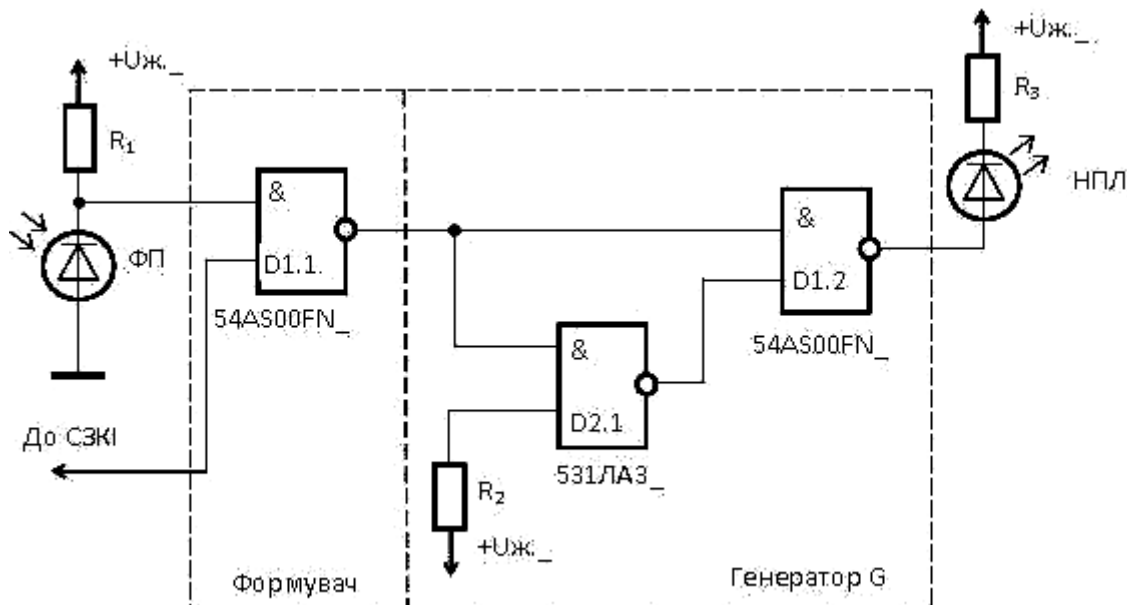 +Uж._
R₁
ФП
До СЗКІ
&
D1.1.
54AS00FN_
Формувач
&
D2.1
531ЛА3_
R₂
+Uж._
&
D1.2
54AS00FN_
Генератор G
+Uж._
R₃
НПЛ